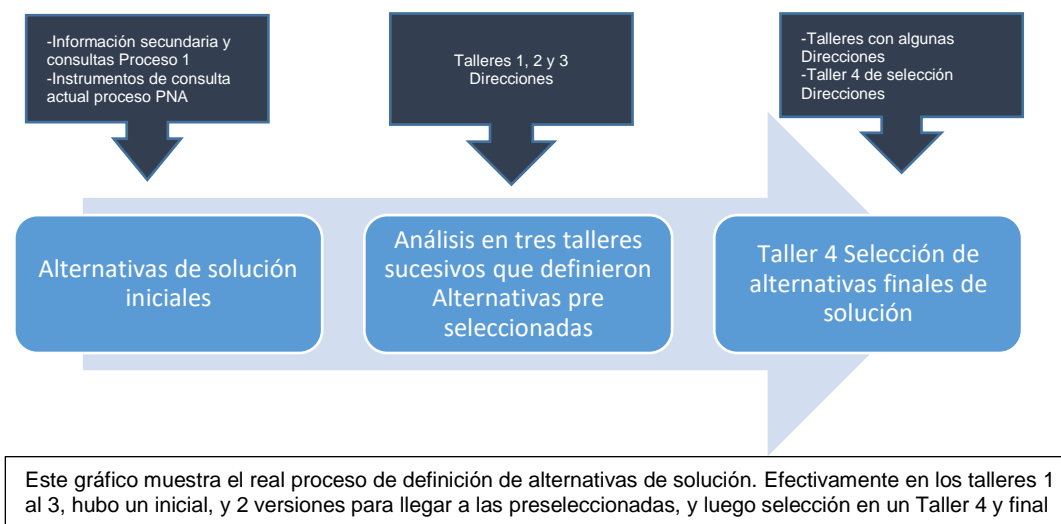 -Información secundaria y
consultas Proceso 1
-Instrumentos de consulta
actual proceso PNA
Talleres 1, 2 y 3
Direcciones
-Talleres con algunas
Direcciones
-Taller 4 de selección
Direcciones
Alternativas de solución
iniciales
Análisis en tres talleres
sucesivos que definieron
Alternativas pre
seleccionadas
Taller 4 Selección de
alternativas finales de
solución
Este gráfico muestra el real proceso de definición de alternativas de solución. Efectivamente en los talleres 1
al 3, hubo un inicial, y 2 versiones para llegar a las preseleccionadas, y luego selección en un Taller 4 y final